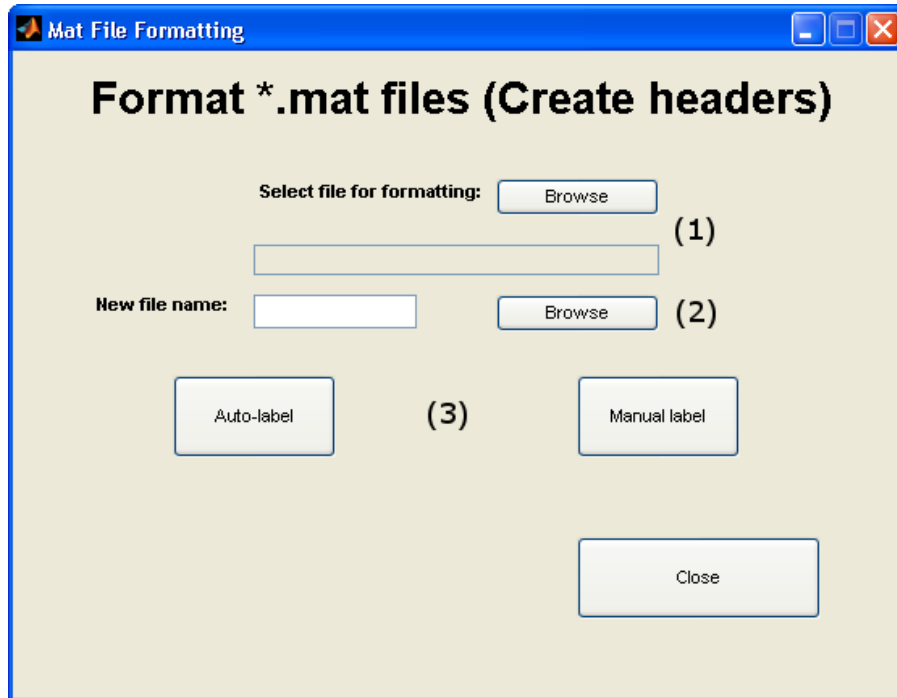 Mat File Formatting
Format *.mat files (Create headers)
Select file for formatting: Browse
(1)
New file name: Browse (2)
Auto-label (3) Manual label
Close